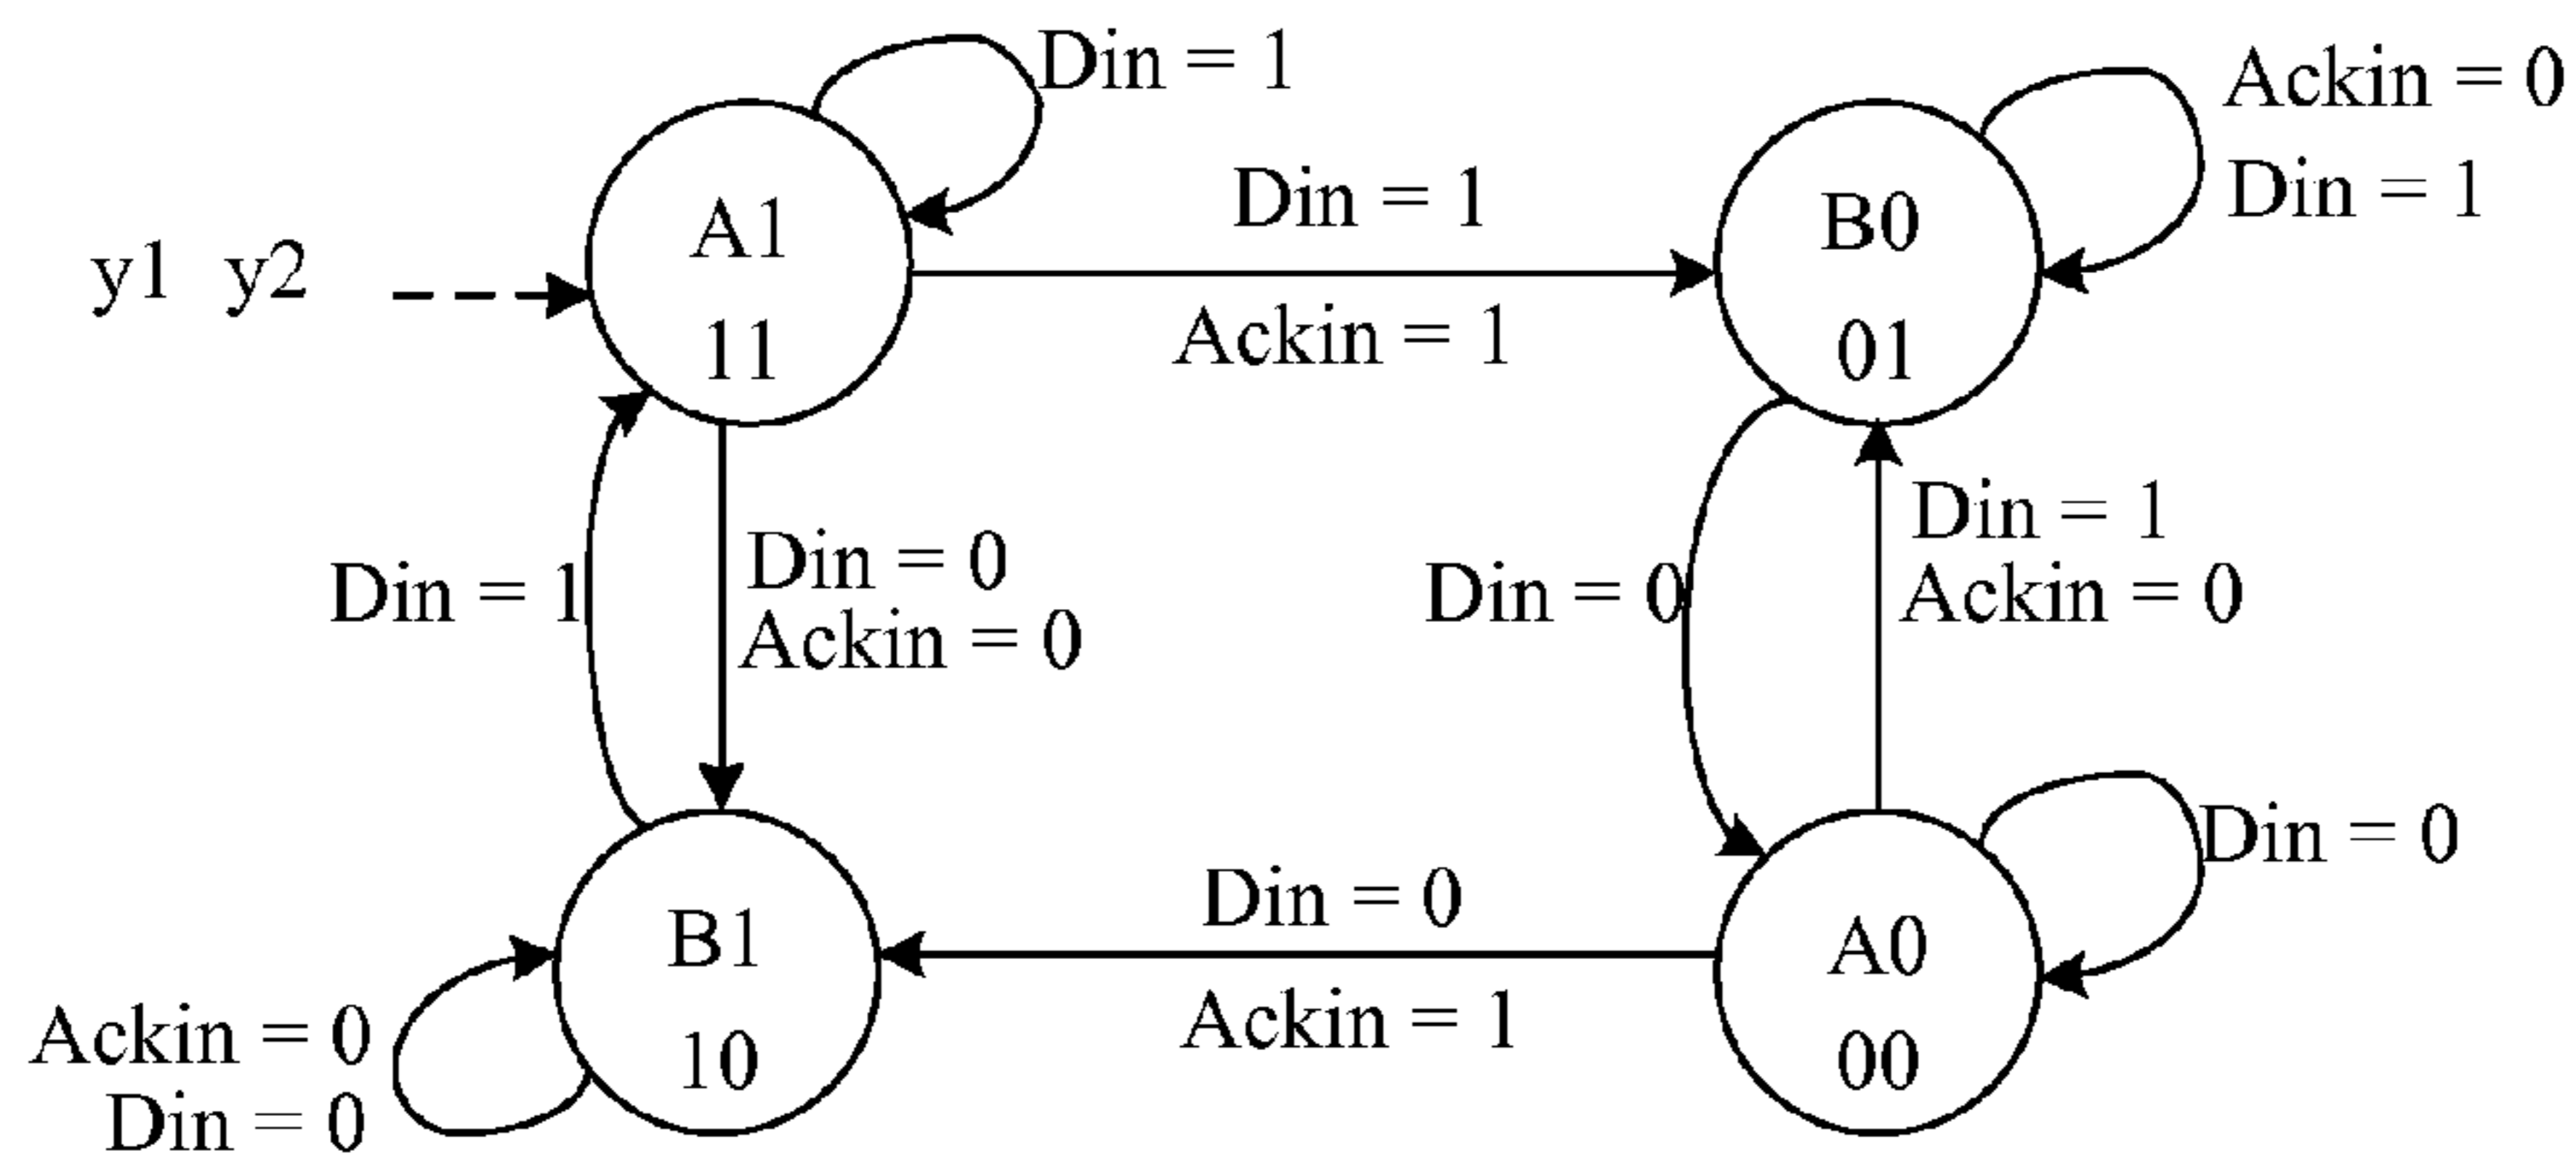 Din = 1
Ackin = 0
Din = 1
Din = 1
A1
B0
y1 y2
Ackin = 1
11
01
Din = 1
Din = 0
Ackin = 0
Din = 0
Din = 1
Ackin = 0
Din = 0
Din = 0
B1
A0
Ackin = 1
Ackin = 0
10
00
Din = 0